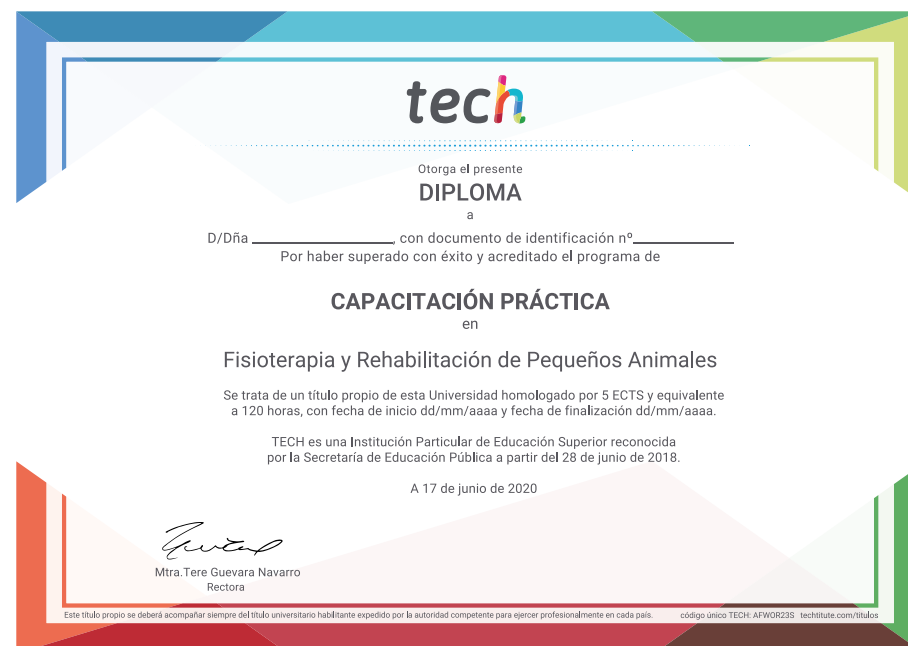 tech
Otorga el presente
DIPLOMA
a
D/Dña ____________________, con documento de identificación nº______________
Por haber superado con éxito y acreditado el programa de
CAPACITACIÓN PRÁCTICA
en
Fisioterapia y Rehabilitación de Pequeños Animales
Se trata de un título propio de esta Universidad homologado por 5 ECTS y equivalente
a 120 horas, con fecha de inicio dd/mm/aaaa y fecha de finalización dd/mm/aaaa.
TECH es una Institución Particular de Educación Superior reconocida
por la Secretaría de Educación Pública a partir del 28 de junio de 2018.
A 17 de junio de 2020
Mtra.Tere Guevara Navarro
Rectora
Este título propio se deberá acompañar siempre del título universitario habilitante expedido por la autoridad competente para ejercer profesionalmente en cada país. código único TECH: AFWOR23S techtitute.com/titulos